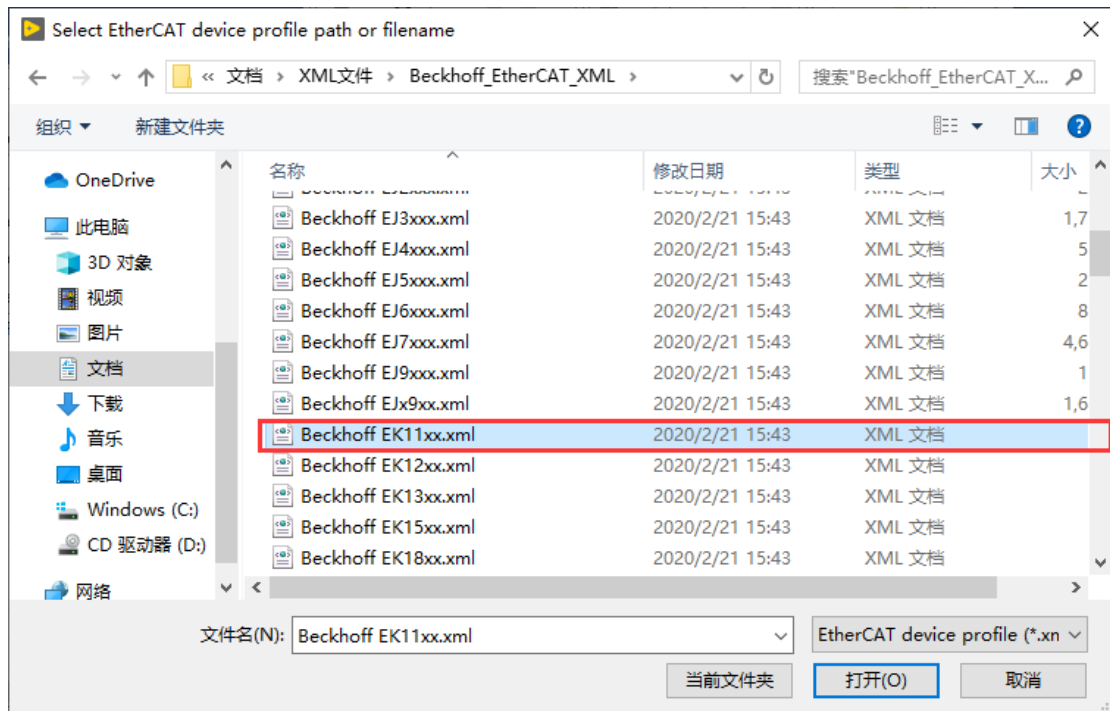 Select EtherCAT device profile path or filename
« 文档 › XML文件 › Beckhoff_EtherCAT_XML › 搜索"Beckhoff_EtherCAT_X...
组织 新建文件夹
名称 修改日期 类型 大小
Beckhoff EJ3xxx.xml 2020/2/21 15:43 XML 文档 1,7
Beckhoff EJ4xxx.xml 2020/2/21 15:43 XML 文档 5
Beckhoff EJ5xxx.xml 2020/2/21 15:43 XML 文档 2
Beckhoff EJ6xxx.xml 2020/2/21 15:43 XML 文档 8
Beckhoff EJ7xxx.xml 2020/2/21 15:43 XML 文档 4,6
Beckhoff EJ9xxx.xml 2020/2/21 15:43 XML 文档 1
Beckhoff EJx9xx.xml 2020/2/21 15:43 XML 文档 1,6
Beckhoff EK11xx.xml 2020/2/21 15:43 XML 文档
Beckhoff EK12xx.xml 2020/2/21 15:43 XML 文档
Beckhoff EK13xx.xml 2020/2/21 15:43 XML 文档
Beckhoff EK15xx.xml 2020/2/21 15:43 XML 文档
Beckhoff EK18xx.xml 2020/2/21 15:43 XML 文档
OneDrive
此电脑
3D 对象
视频
图片
文档
下载
音乐
桌面
Windows (C:)
CD 驱动器 (D:)
网络
文件名(N): Beckhoff EK11xx.xml EtherCAT device profile (*.xn
当前文件夹 打开(O) 取消